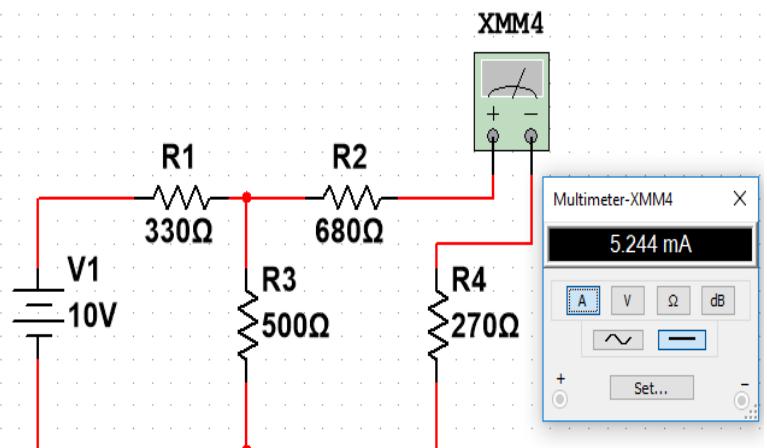 XMM4
+ −
R1
330Ω
R2
680Ω
V1
10V
R3
500Ω
R4
270Ω
Multimeter-XMM4 X
5.244 mA
A V Ω dB
+ Set... −